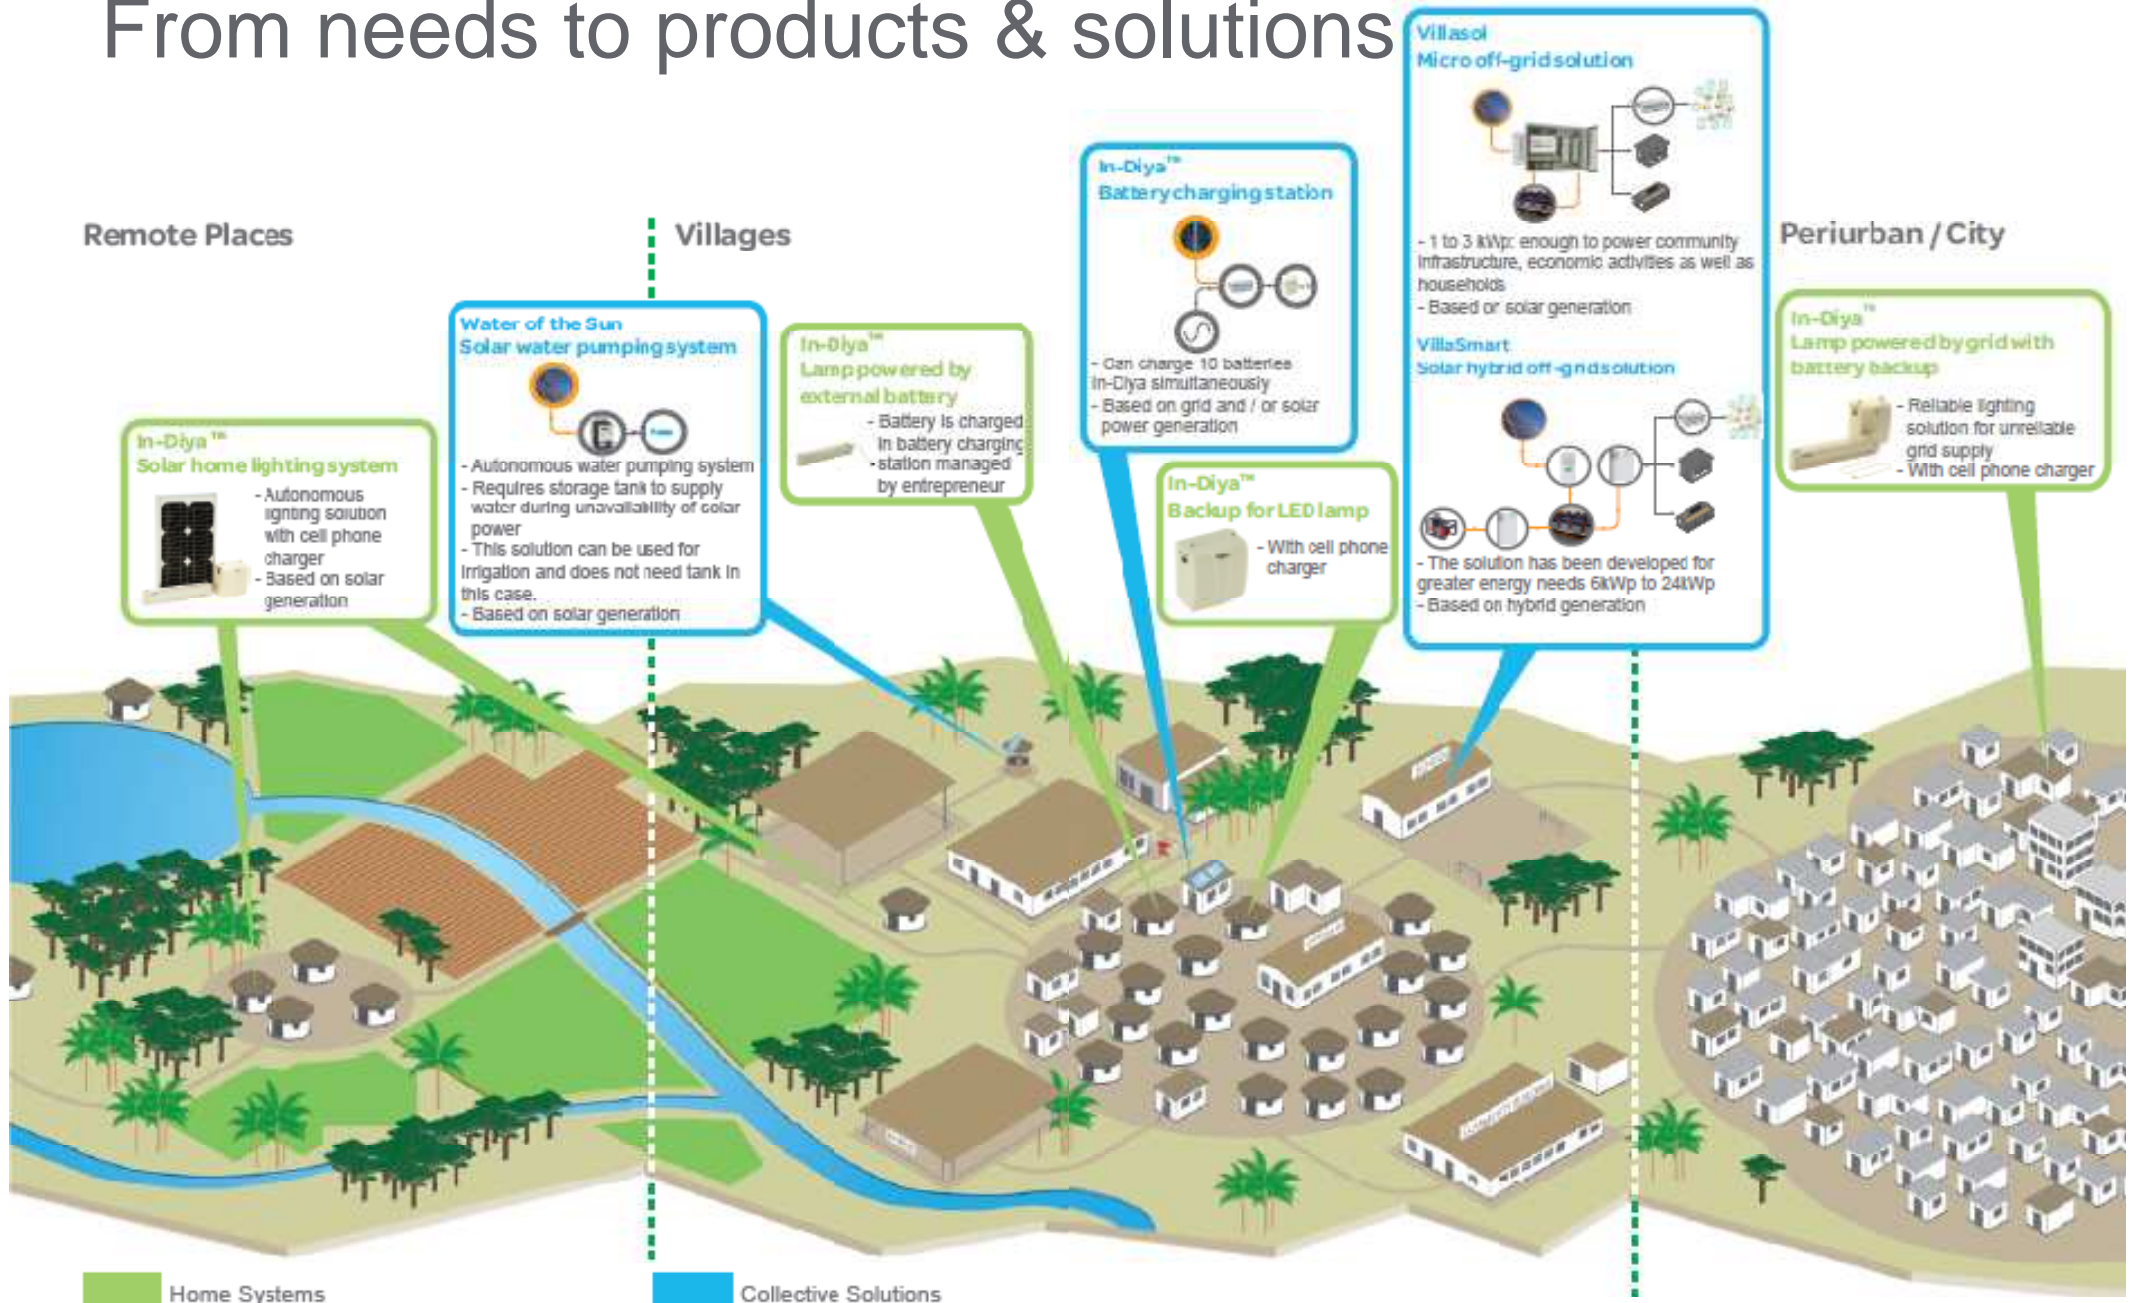 From needs to products & solutions
Remote Places
Villages
Periurban / City
In-Diya™
Solar home lighting system
- Autonomous
lighting solution
with cell phone
charger
- Based on solar
generation
Water of the Sun
Solar water pumping system
- Autonomous water pumping system
- Requires storage tank to supply
water during unavailability of solar
power
- This solution can be used for
irrigation and does not need tank in
this case.
- Based on solar generation
In-Diya™
Lamp powered by
external battery
- Battery is charged
in battery charging
station managed
by entrepreneur
In-Diya™
Battery charging station
- Can charge 10 batteries
In-Diya simultaneously
- Based on grid and / or solar
power generation
In-Diya™
Backup for LED lamp
- With cell phone
charger
Villasol
Micro off-grid solution
- 1 to 3 kWp: enough to power community
infrastructure, economic activities as well as
households
- Based or solar generation
VillaSmart
Solar hybrid off-grid solution
- The solution has been developed for
greater energy needs 6kWp to 24kWp
- Based on hybrid generation
In-Diya™
Lamp powered by grid with
battery backup
- Reliable lighting
solution for unreliable
grid supply
- With cell phone charger
Home Systems
Collective Solutions